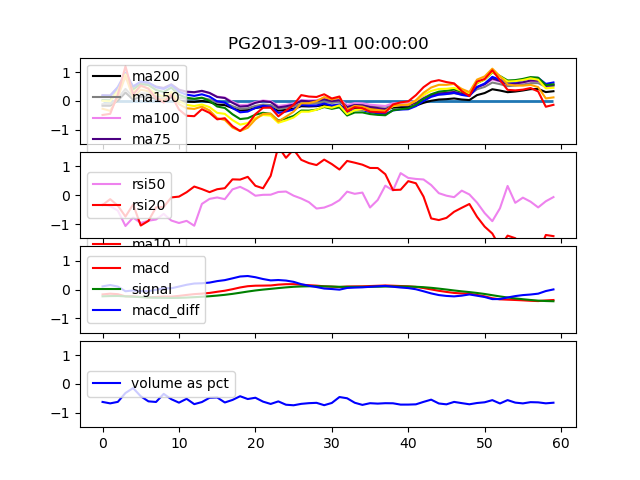 PG2013-09-11 00:00:00
1
0
−1
ma200
ma150
ma100
ma75
1
0
−1
rsi50
rsi20
ma10
1
0
−1
macd
signal
macd_diff
1
0
−1
volume as pct
0 10 20 30 40 50 60